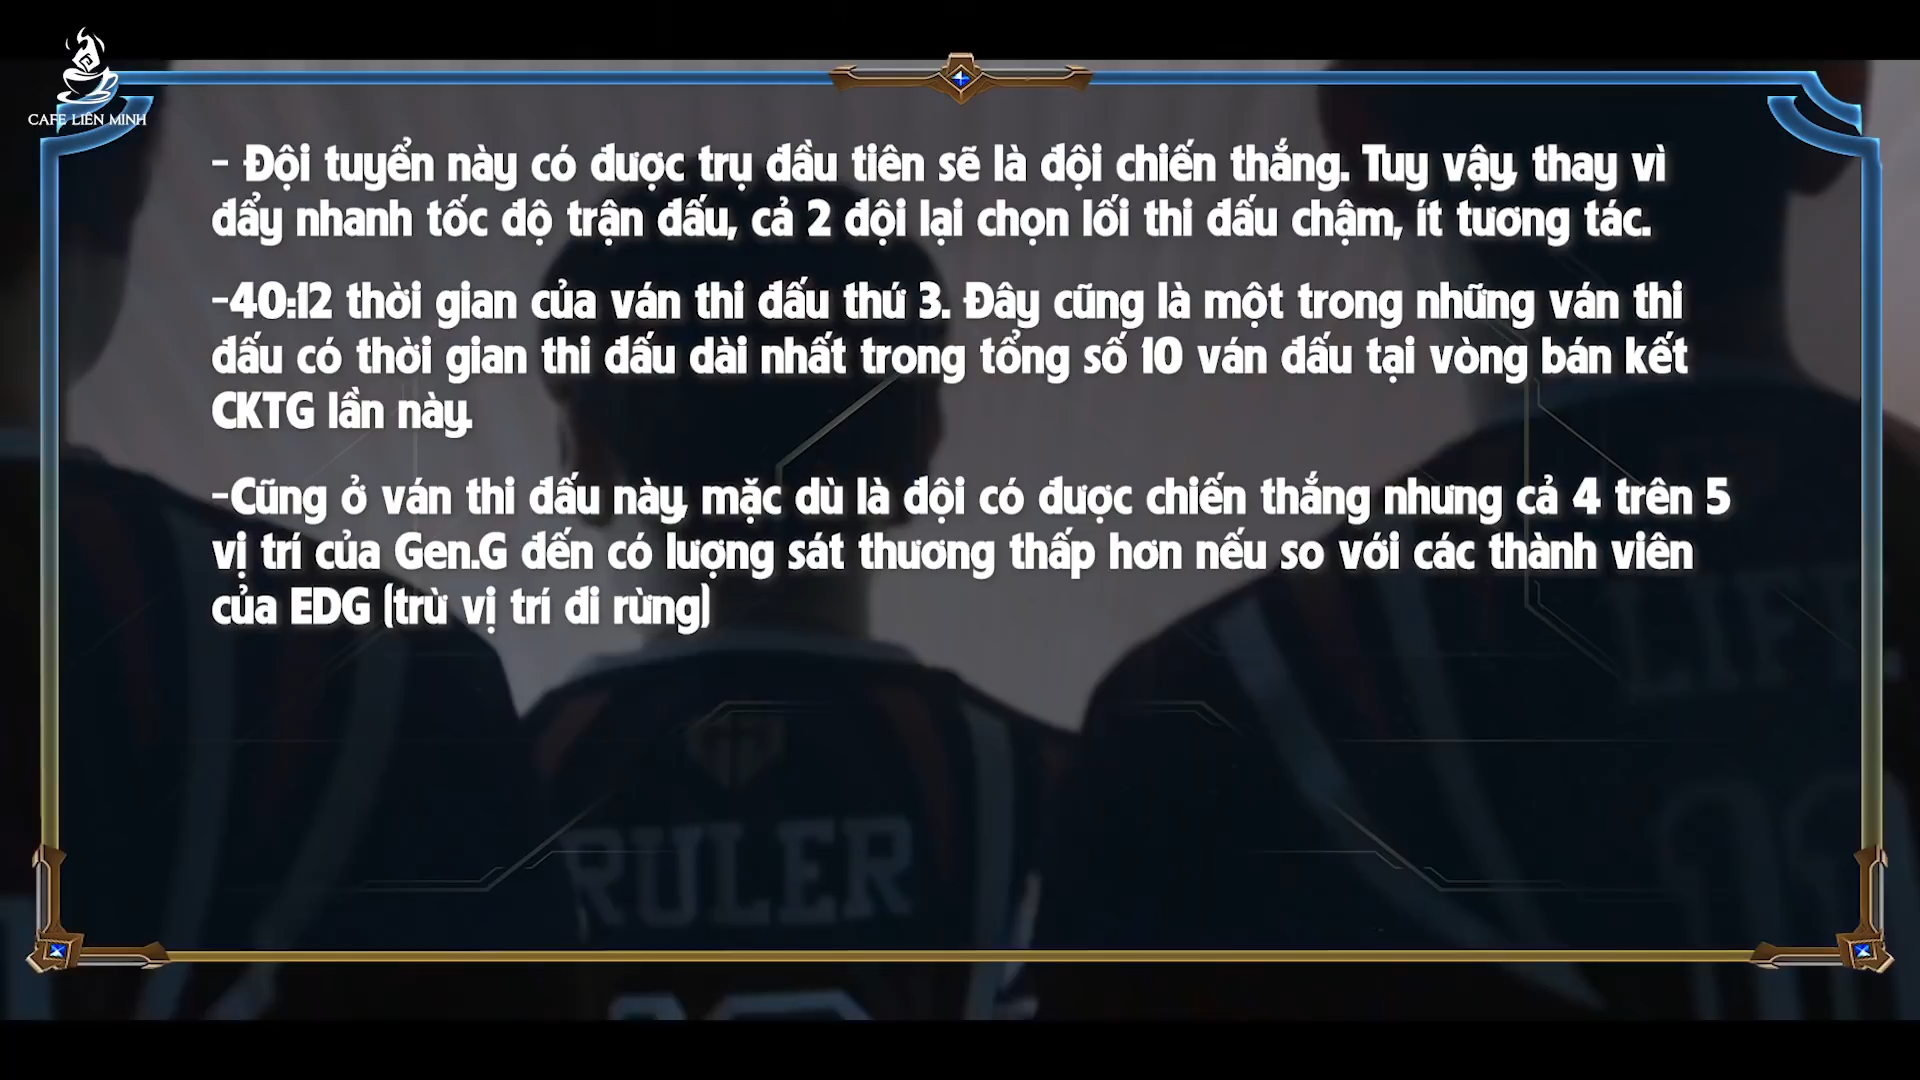 CAFE LIÊN MINH
- Đội tuyển này có được trụ đầu tiên sẽ là đội chiến thắng. Tuy vậy, thay vì
đẩy nhanh tốc độ trận đấu, cả 2 đội lại chọn lối thi đấu chậm, ít tương tác.
-40:12 thời gian của ván thi đấu thứ 3. Đây cũng là một trong những ván thi
đấu có thời gian thi đấu dài nhất trong tổng số 10 ván đấu tại vòng bán kết
CKTG lần này.
-Cũng ở ván thi đấu này, mặc dù là đội có được chiến thắng nhưng cả 4 trên 5
vị trí của Gen.G đến có lượng sát thương thấp hơn nếu so với các thành viên
của EDG (trừ vị trí đi rừng)
LIFE
RULER